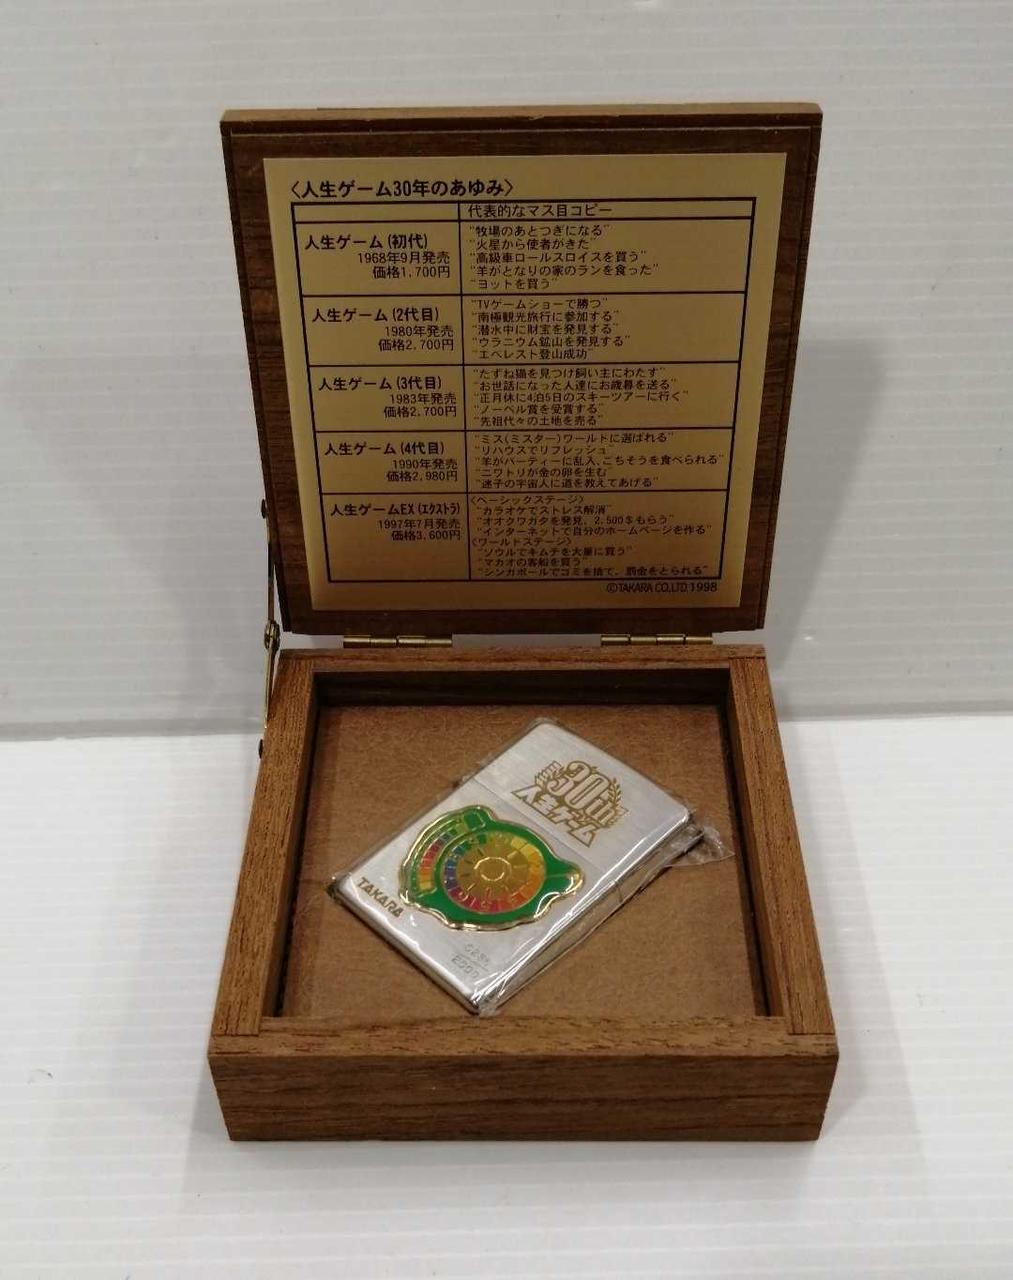 〈人生ゲーム30年のあゆみ〉
代表的なマス目コピー
人生ゲーム(初代)
1968年9月発売
価格1,700円
"牧場のあとつぎになる"
"火星から使者がきた"
"高級車ロールスロイスを買う"
"羊がとなりの家のランを食った"
"ヨットを買う"
人生ゲーム(2代目)
1980年発売
価格2,700円
"TVゲームショーで勝つ"
"南極観光旅行に参加する"
"潜水中に財宝を発見する"
"ウラニウム鉱山を発見する"
"エベレスト登山成功"
人生ゲーム(3代目)
1983年発売
価格2,700円
"たずね猫を見つけ飼い主にわたす"
"お世話になった人達にお歳暮を送る"
"正月休に4泊5日のスキーツアーに行く"
"ノーベル賞を受賞する"
"先祖代々の土地を売る"
人生ゲーム(4代目)
1990年発売
価格2,980円
"ミス(ミスター)ワールドに選ばれる"
"リハウスでリフレッシュ"
"羊がパーティーに乱入、ごちそうを食べられる"
"ニワトリが金の卵を生む"
"迷子の宇宙人に道を教えてあげる"
人生ゲームEX(エクストラ)
1997年7月発売
価格3,600円
〈ベーシックステージ〉
"カラオケでストレス解消"
"オオクワガタを発見、2,500$もらう"
"インターネットで自分のホームページを作る"
〈ワールドステージ〉
"ソウルでキムチを大量に買う"
"マカオの客船を買う"
"シンガポールでゴミを捨て、罰金をとられる"
©TAKARA CO.,LTD.1998
30th
人生ゲーム
TAKARA
2000